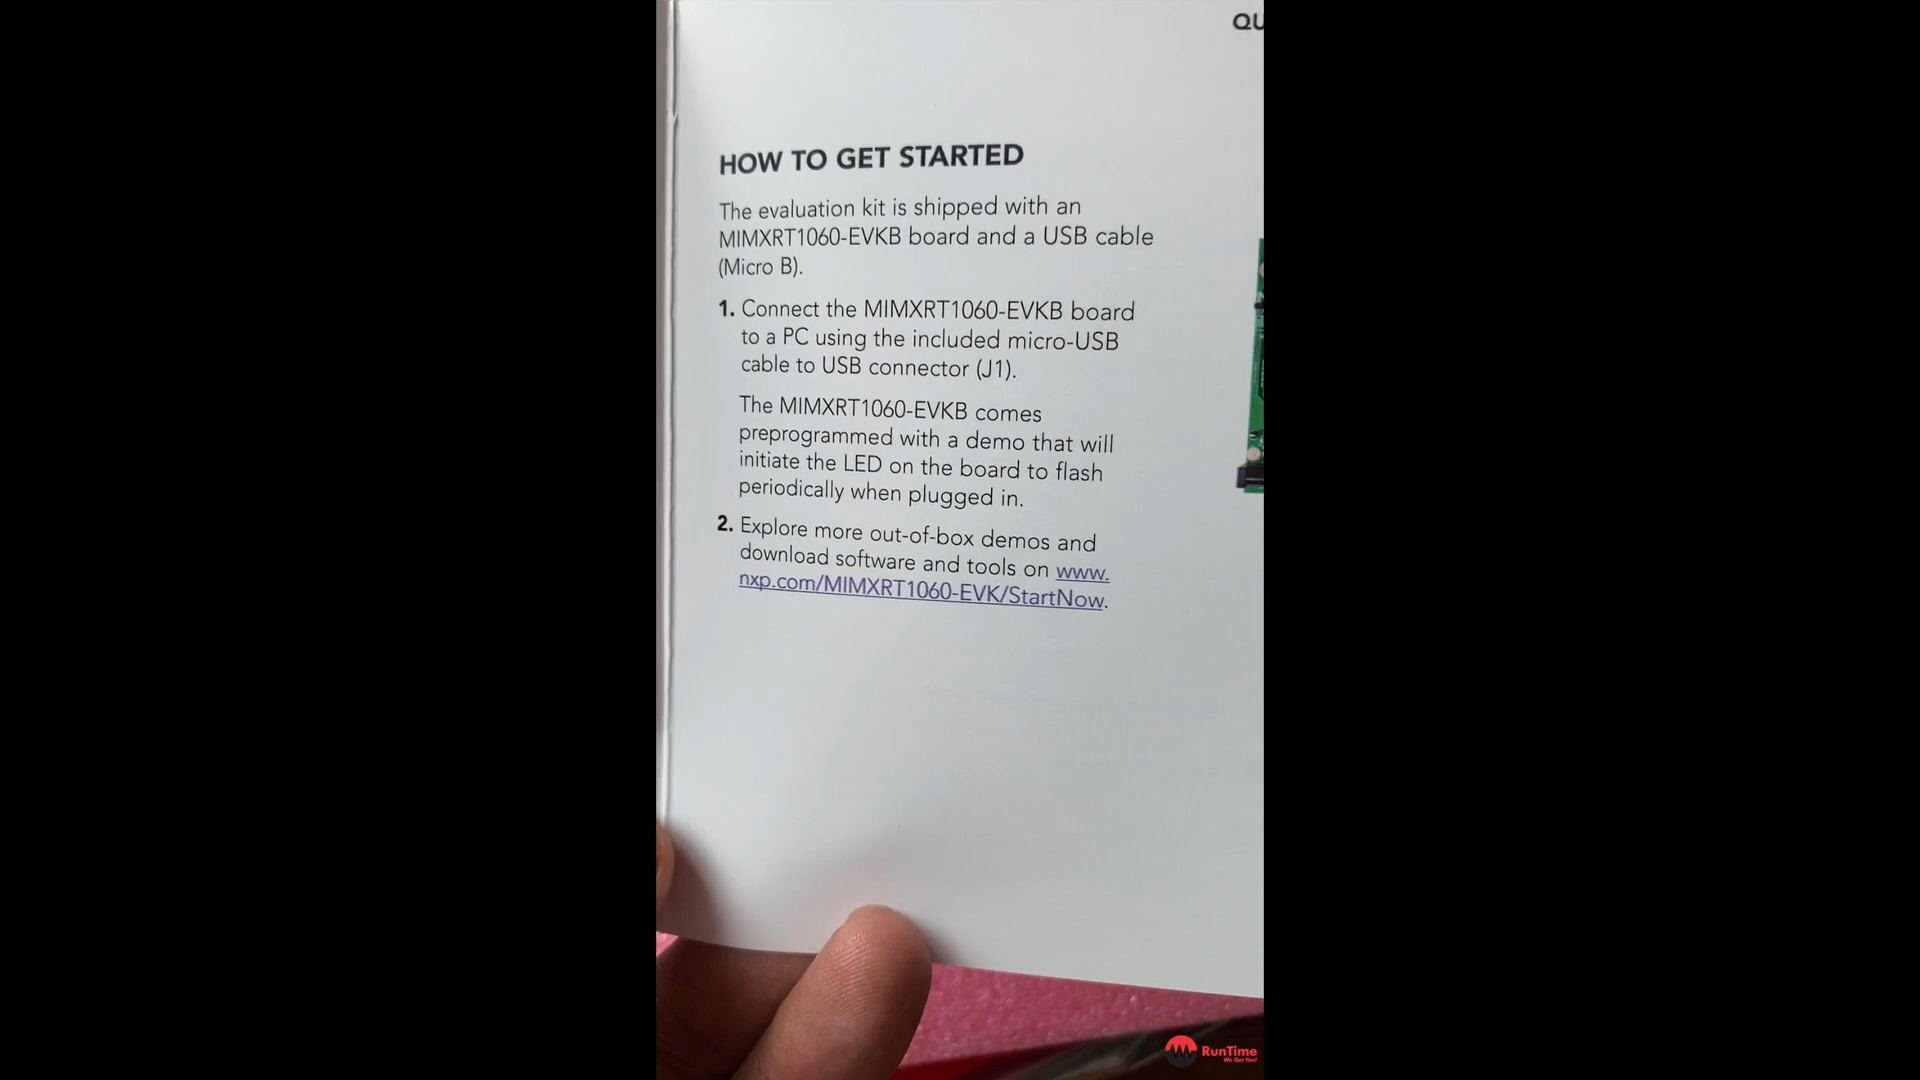 QU
HOW TO GET STARTED
The evaluation kit is shipped with an
MIMXRT1060-EVKB board and a USB cable
(Micro B).
1. Connect the MIMXRT1060-EVKB board
to a PC using the included micro-USB
cable to USB connector (J1).
The MIMXRT1060-EVKB comes
preprogrammed with a demo that will
initiate the LED on the board to flash
periodically when plugged in.
2. Explore more out-of-box demos and
download software and tools on www.
nxp.com/MIMXRT1060-EVK/StartNow.
RunTime
We Get You!